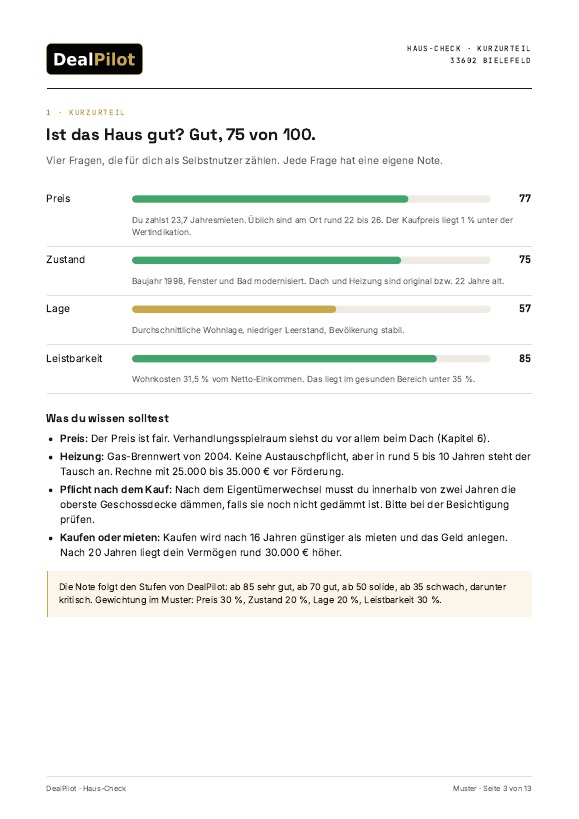 DealPilot
HAUS-CHECK · KURZURTEIL
33602 BIELEFELD
1 · KURZURTEIL
Ist das Haus gut? Gut, 75 von 100.
Vier Fragen, die für dich als Selbstnutzer zählen. Jede Frage hat eine eigene Note.
Preis 77
Du zahlst 23,7 Jahresmieten. Üblich sind am Ort rund 22 bis 26. Der Kaufpreis liegt 1 % unter der
Wertindikation.
Zustand 75
Baujahr 1998, Fenster und Bad modernisiert. Dach und Heizung sind original bzw. 22 Jahre alt.
Lage 57
Durchschnittliche Wohnlage, niedriger Leerstand, Bevölkerung stabil.
Leistbarkeit 85
Wohnkosten 31,5 % vom Netto-Einkommen. Das liegt im gesunden Bereich unter 35 %.
Was du wissen solltest
• Preis: Der Preis ist fair. Verhandlungsspielraum siehst du vor allem beim Dach (Kapitel 6).
• Heizung: Gas-Brennwert von 2004. Keine Austauschpflicht, aber in rund 5 bis 10 Jahren steht der
Tausch an. Rechne mit 25.000 bis 35.000 € vor Förderung.
• Pflicht nach dem Kauf: Nach dem Eigentümerwechsel musst du innerhalb von zwei Jahren die
oberste Geschossdecke dämmen, falls sie noch nicht gedämmt ist. Bitte bei der Besichtigung
prüfen.
• Kaufen oder mieten: Kaufen wird nach 16 Jahren günstiger als mieten und das Geld anlegen.
Nach 20 Jahren liegt dein Vermögen rund 30.000 € höher.
Die Note folgt den Stufen von DealPilot: ab 85 sehr gut, ab 70 gut, ab 50 solide, ab 35 schwach, darunter
kritisch. Gewichtung im Muster: Preis 30 %, Zustand 20 %, Lage 20 %, Leistbarkeit 30 %.
DealPilot · Haus-Check
Muster · Seite 3 von 13